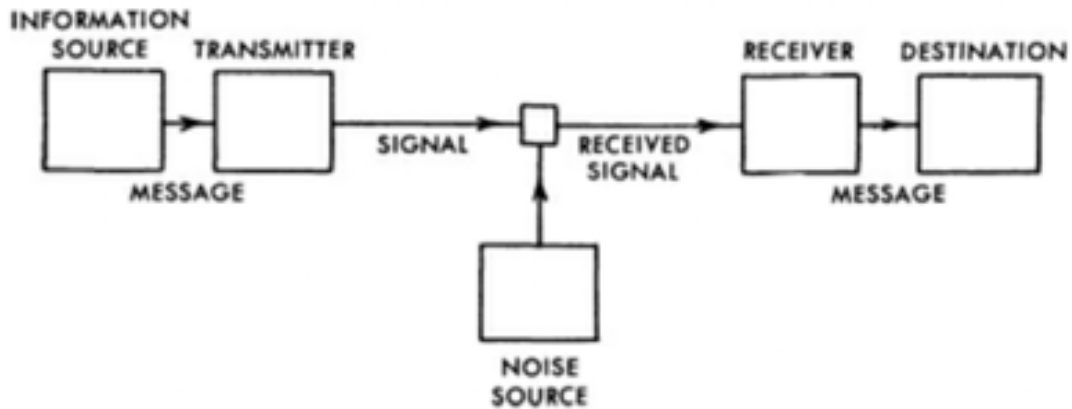 INFORMATION
SOURCE
TRANSMITTER
RECEIVER
DESTINATION
SIGNAL
RECEIVED
SIGNAL
MESSAGE
MESSAGE
NOISE
SOURCE